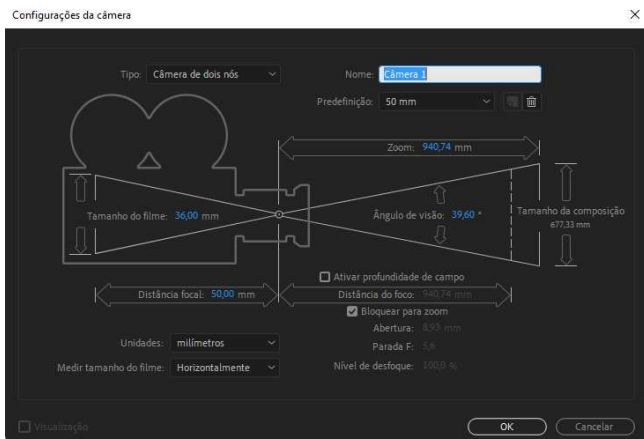 Configurações da câmera
Tipo: Câmera de dois nós
Nome: Câmera 1
Predefinição: 50 mm
Zoom: 940,74 mm
Tamanho do filme: 36,00 mm
Ângulo de visão: 39,60 °
Tamanho da composição
677,33 mm
Ativar profundidade de campo
Distância focal: 50,00 mm
Distância do foco: 940,74 mm
Bloquear para zoom
Abertura: 8,93 mm
Unidades: milímetros
Parada F: 5,6
Medir tamanho do filme: Horizontalmente
Nível de desfoque: 100,0 %
Visualização
OK
Cancelar